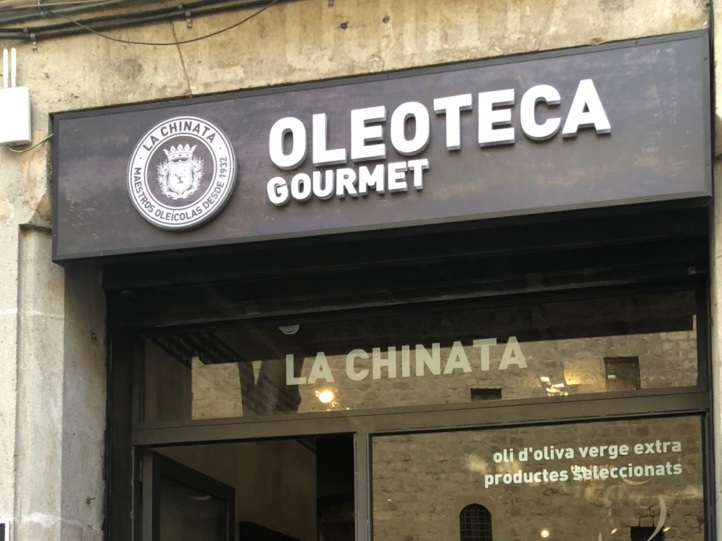 LA CHINATA
MAESTROS OLEÍCOLAS DESDE 1932
OLEOTECA
GOURMET
LA CHINATA
oli d'oliva verge extra
productes seleccionats